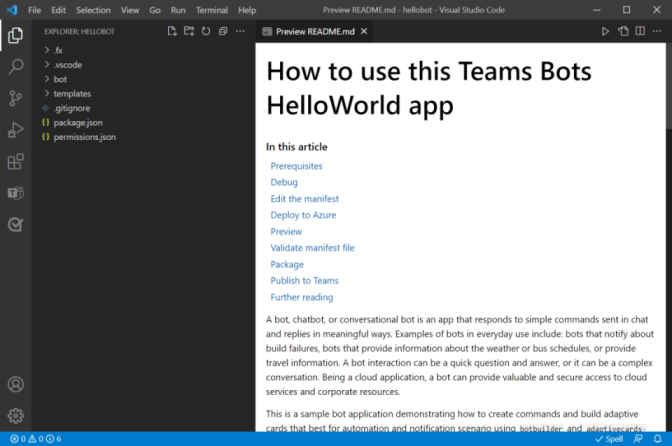 File Edit Selection View Go Run Terminal Help Preview README.md - hellobot - Visual Studio Code
EXPLORER: HELLOBOT
.fx
.vscode
bot
templates
.gitignore
{} package.json
{} permissions.json
Preview README.md
How to use this Teams Bots
HelloWorld app
In this article
Prerequisites
Debug
Edit the manifest
Deploy to Azure
Preview
Validate manifest file
Package
Publish to Teams
Further reading
A bot, chatbot, or conversational bot is an app that responds to simple commands sent in chat
and replies in meaningful ways. Examples of bots in everyday use include: bots that notify about
build failures, bots that provide information about the weather or bus schedules, or provide
travel information. A bot interaction can be a quick question and answer, or it can be a complex
conversation. Being a cloud application, a bot can provide valuable and secure access to cloud
services and corporate resources.
This is a sample bot application demonstrating how to create commands and build adaptive
cards that best for automation and notification scenario using botbuilder and adaptivecards-
0 0 6 Spell